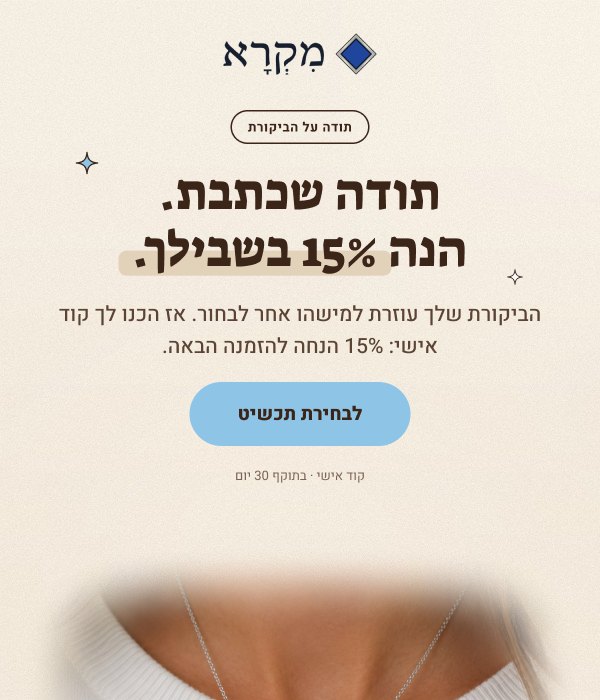 מִקְרָא
תודה על הביקורת
תודה שכתבת.
הנה 15% בשבילך.
הביקורת שלך עוזרת למישהו אחר לבחור. אז הכנו לך קוד
אישי: 15% הנחה להזמנה הבאה.
לבחירת תכשיט
קוד אישי · בתוקף 30 יום